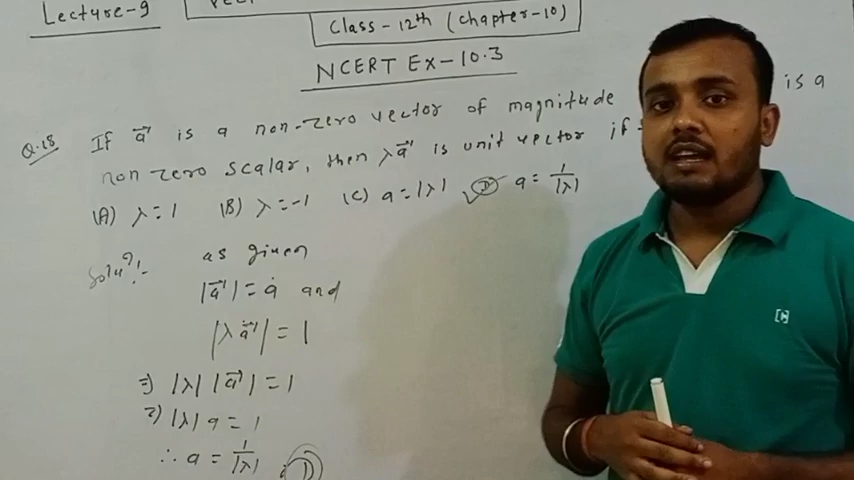 Lecture-9
Class-12th (Chapter-10)
NCERT Ex-10.3
Q.18 If a⃗ is a non-zero vector of magnitude is a
non zero scalar, then λa⃗ is unit vector if-
(A) λ=1 (B) λ=-1 (C) a=|λ| (D) a=1/|λ|
Soluⁿ:- as given
|a⃗|=a and
|λa⃗|=1
⇒ |λ| |a⃗|=1
⇒ |λ| a=1
∴ a=1/|λ| (D)